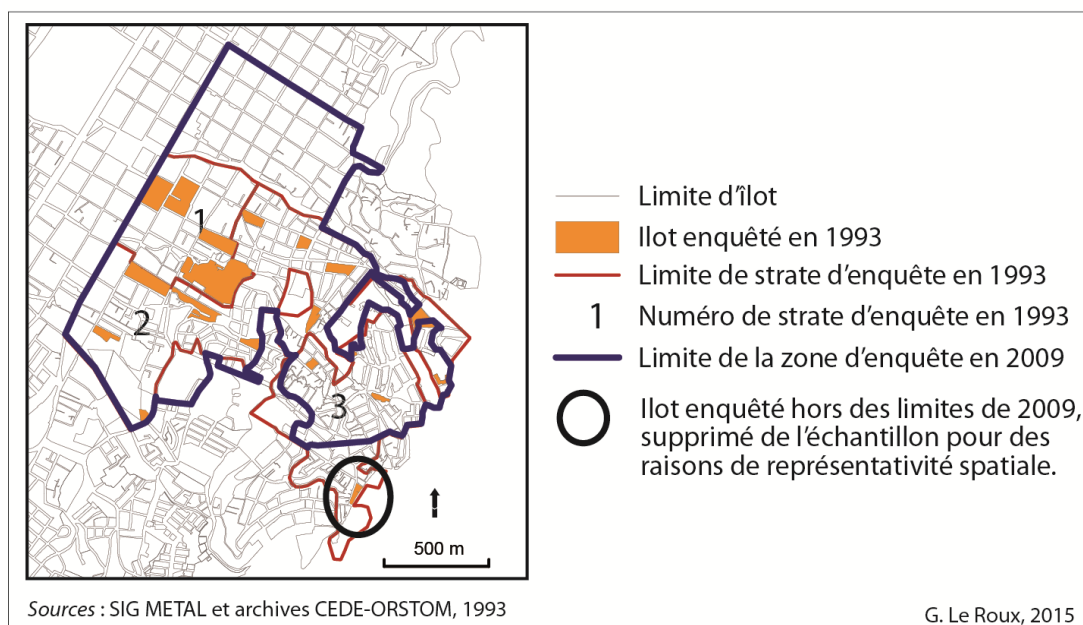 1
2
3
500 m
Limite d'îlot
Ilot enquêté en 1993
Limite de strate d'enquête en 1993
1 Numéro de strate d'enquête en 1993
Limite de la zone d'enquête en 2009
Ilot enquêté hors des limites de 2009,
supprimé de l'échantillon pour des
raisons de représentativité spatiale.
Sources : SIG METAL et archives CEDE-ORSTOM, 1993
G. Le Roux, 2015